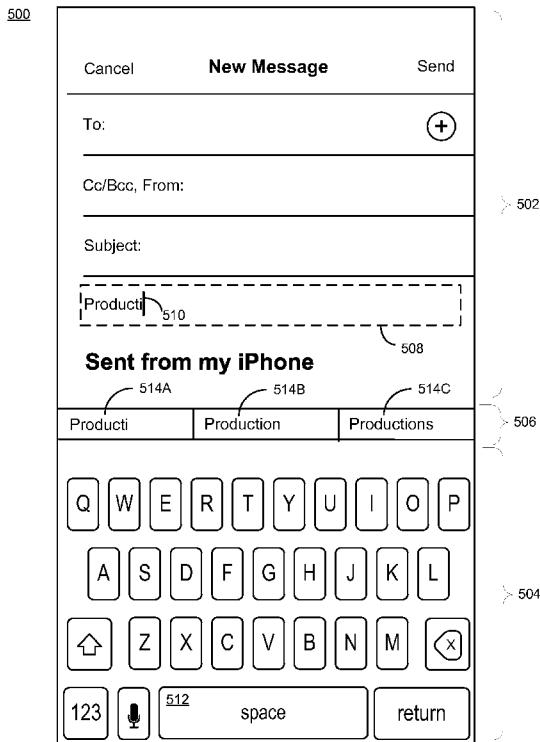 500
Cancel New Message Send
To: +
Cc/Bcc, From:
502
Subject:
Producti 510
508
Sent from my iPhone
514A 514B 514C
Producti Production Productions 506
Q W E R T Y U I O P
A S D F G H J K L
504
Z X C V B N M X
123 512 space return